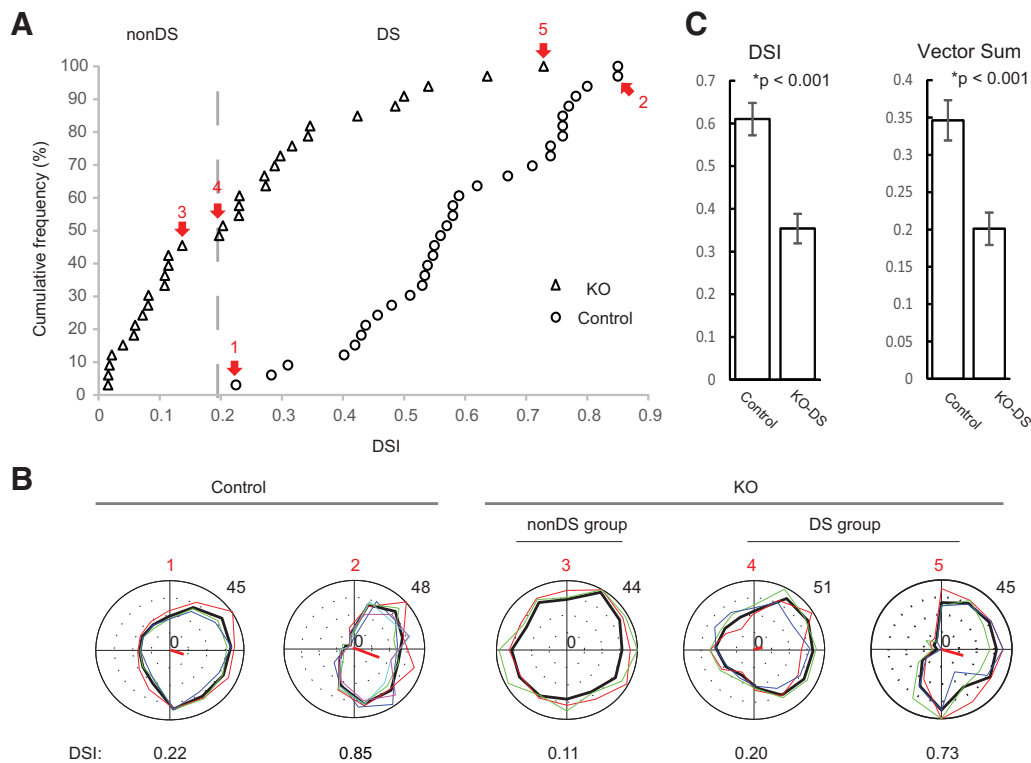 A
nonDS
DS
5
100
90
80
70
60
50
40
30
20
10
0
Cumulative frequency (%)
2
4
3
1
KO
Control
0
0.1
0.2
0.3
0.4
0.5
0.6
0.7
0.8
0.9
DSI
C
DSI
*p < 0.001
0.7
0.6
0.5
0.4
0.3
0.2
0.1
0
Control
KO-DS
Vector Sum
*p < 0.001
0.4
0.35
0.3
0.25
0.2
0.15
0.1
0.05
0
Control
KO-DS
B
Control
KO
nonDS group
DS group
1
2
3
4
5
45
48
44
51
45
0
0
0
0
0
DSI:
0.22
0.85
0.11
0.20
0.73